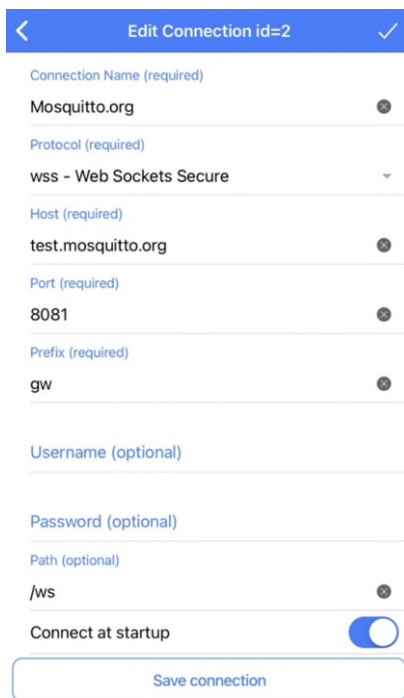 Edit Connection id=2
Connection Name (required)
Mosquitto.org
Protocol (required)
wss - Web Sockets Secure
Host (required)
test.mosquitto.org
Port (required)
8081
Prefix (required)
gw
Username (optional)
Password (optional)
Path (optional)
/ws
Connect at startup
Save connection